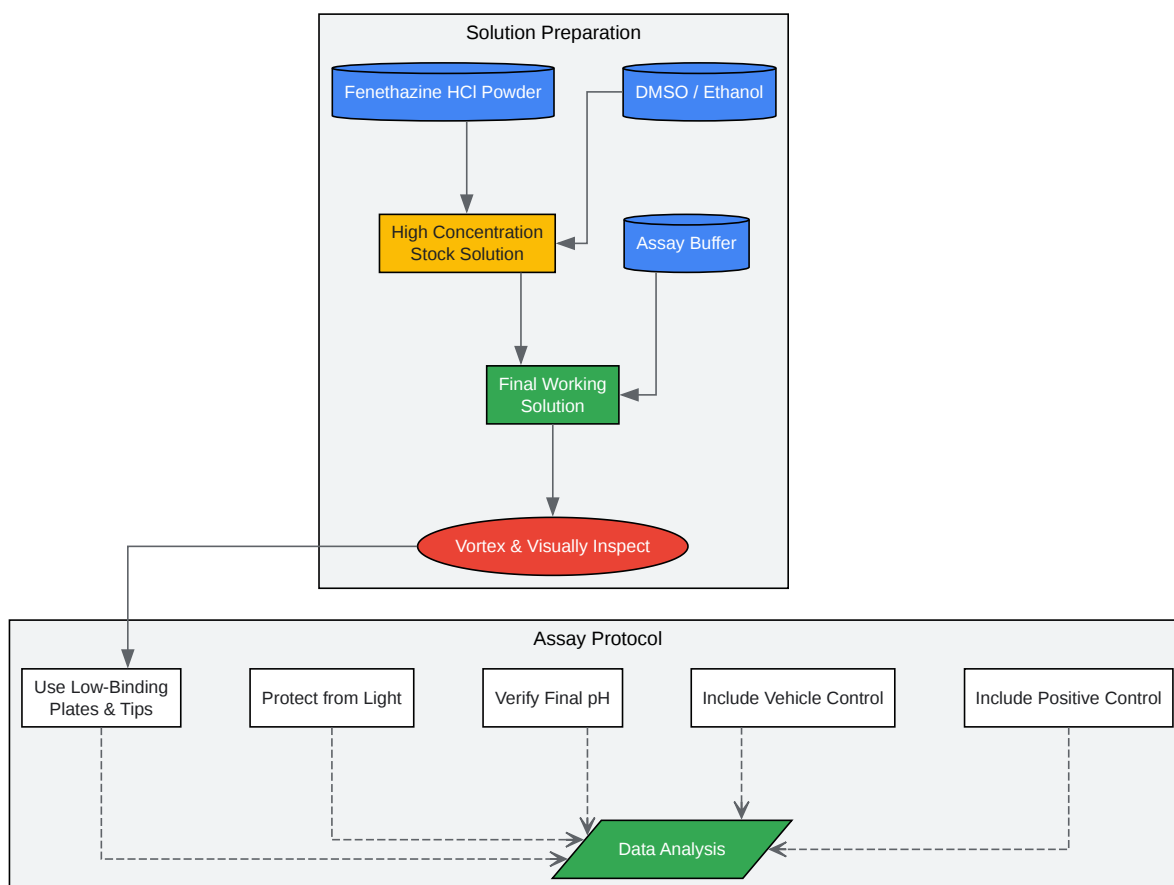 Solution Preparation
Fenethazine HCl Powder
DMSO / Ethanol
High Concentration
Stock Solution
Assay Buffer
Final Working
Solution
Vortex & Visually Inspect
Assay Protocol
Use Low-Binding
Plates & Tips
Protect from Light
Verify Final pH
Include Vehicle Control
Include Positive Control
Data Analysis